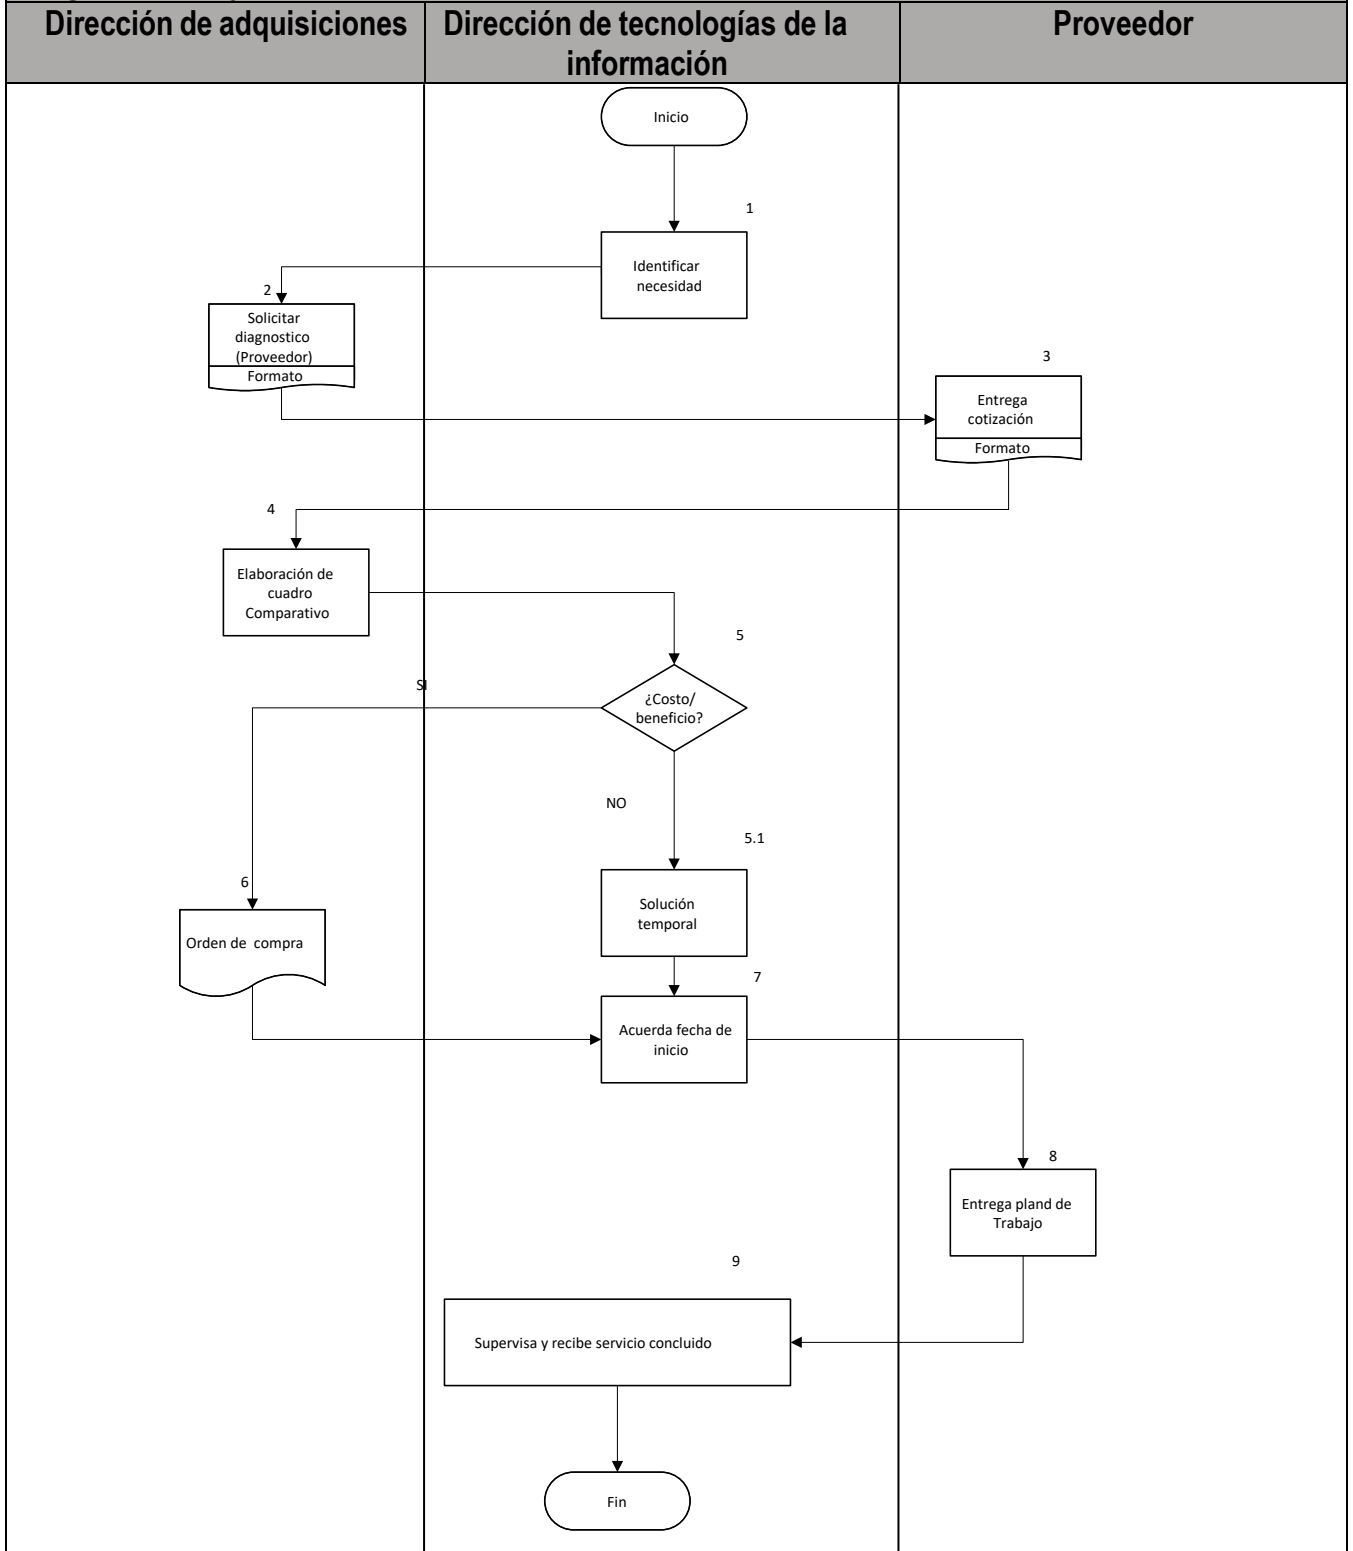 Dirección de adquisiciones
Dirección de tecnologías de la
información
Proveedor
Inicio
1
Identificar
necesidad
2
Solicitar
diagnostico
(Proveedor)
Formato
3
Entrega
cotización
Formato
4
Elaboración de
cuadro
Comparativo
5
¿Costo/
beneficio?
SI
NO
5.1
Solución
temporal
6
Orden de compra
7
Acuerda fecha de
inicio
8
Entrega pland de
Trabajo
9
Supervisa y recibe servicio concluido
Fin